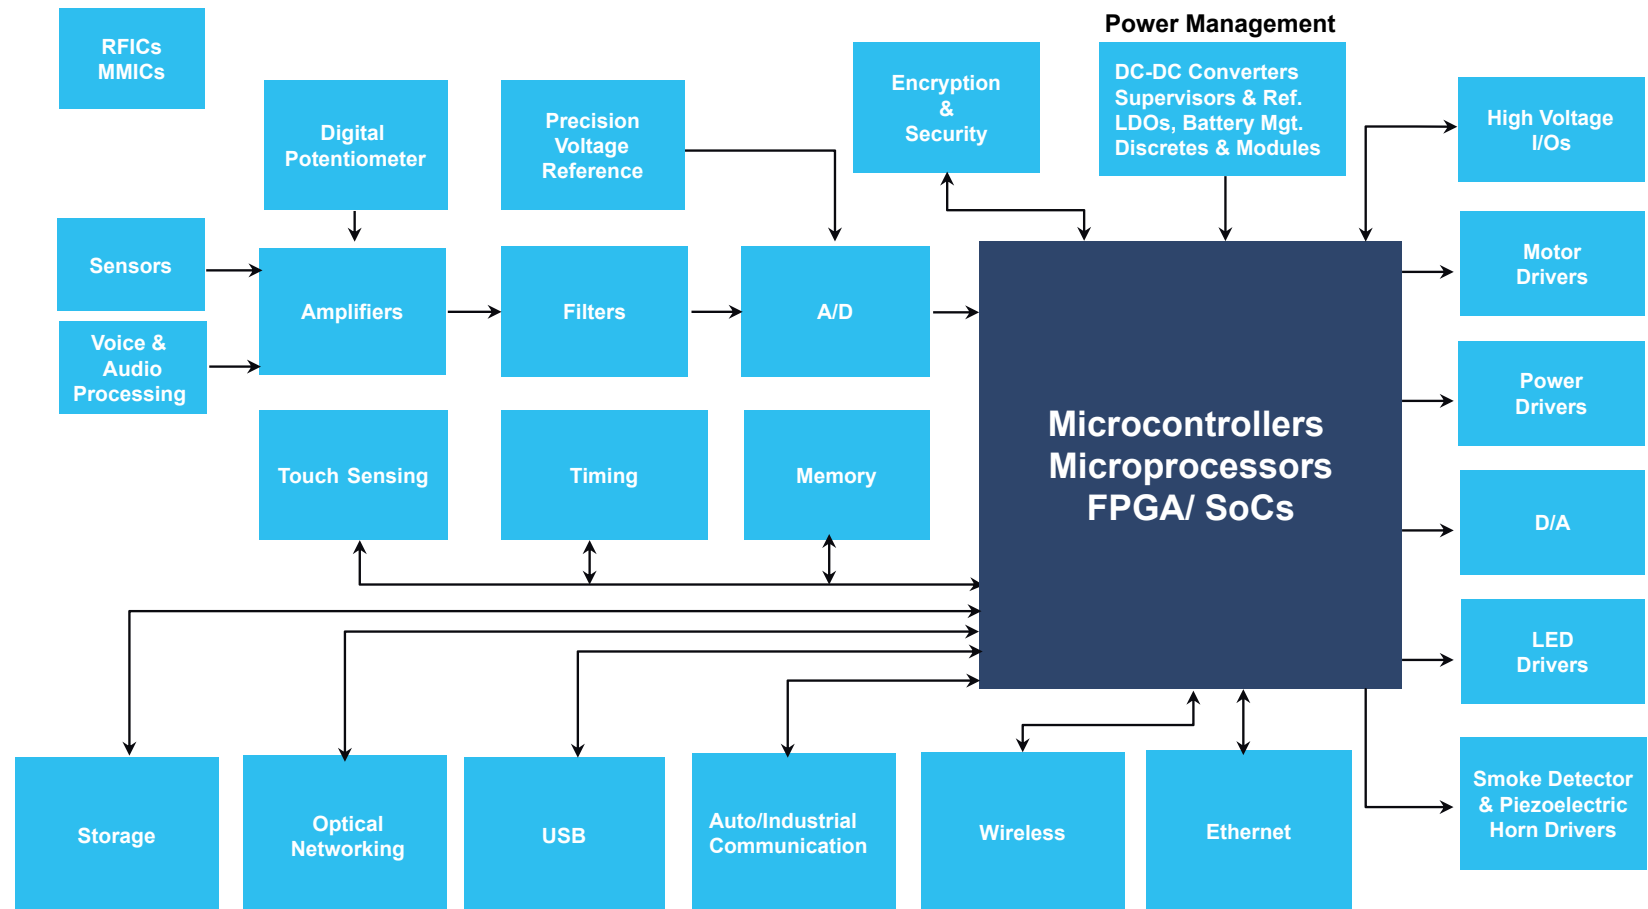 Power Management
RFICs
MMICs
Digital
Potentiometer
Precision
Voltage
Reference
Encryption
&
Security
DC-DC Converters
Supervisors & Ref.
LDOs, Battery Mgt.
Discretes & Modules
High Voltage
I/Os
Sensors
Voice &
Audio
Processing
Amplifiers
Filters
A/D
Motor
Drivers
Power
Drivers
Touch Sensing
Timing
Memory
Microcontrollers
Microprocessors
FPGA/ SoCs
D/A
LED
Drivers
Storage
Optical
Networking
USB
Auto/Industrial
Communication
Wireless
Ethernet
Smoke Detector
& Piezoelectric
Horn Drivers